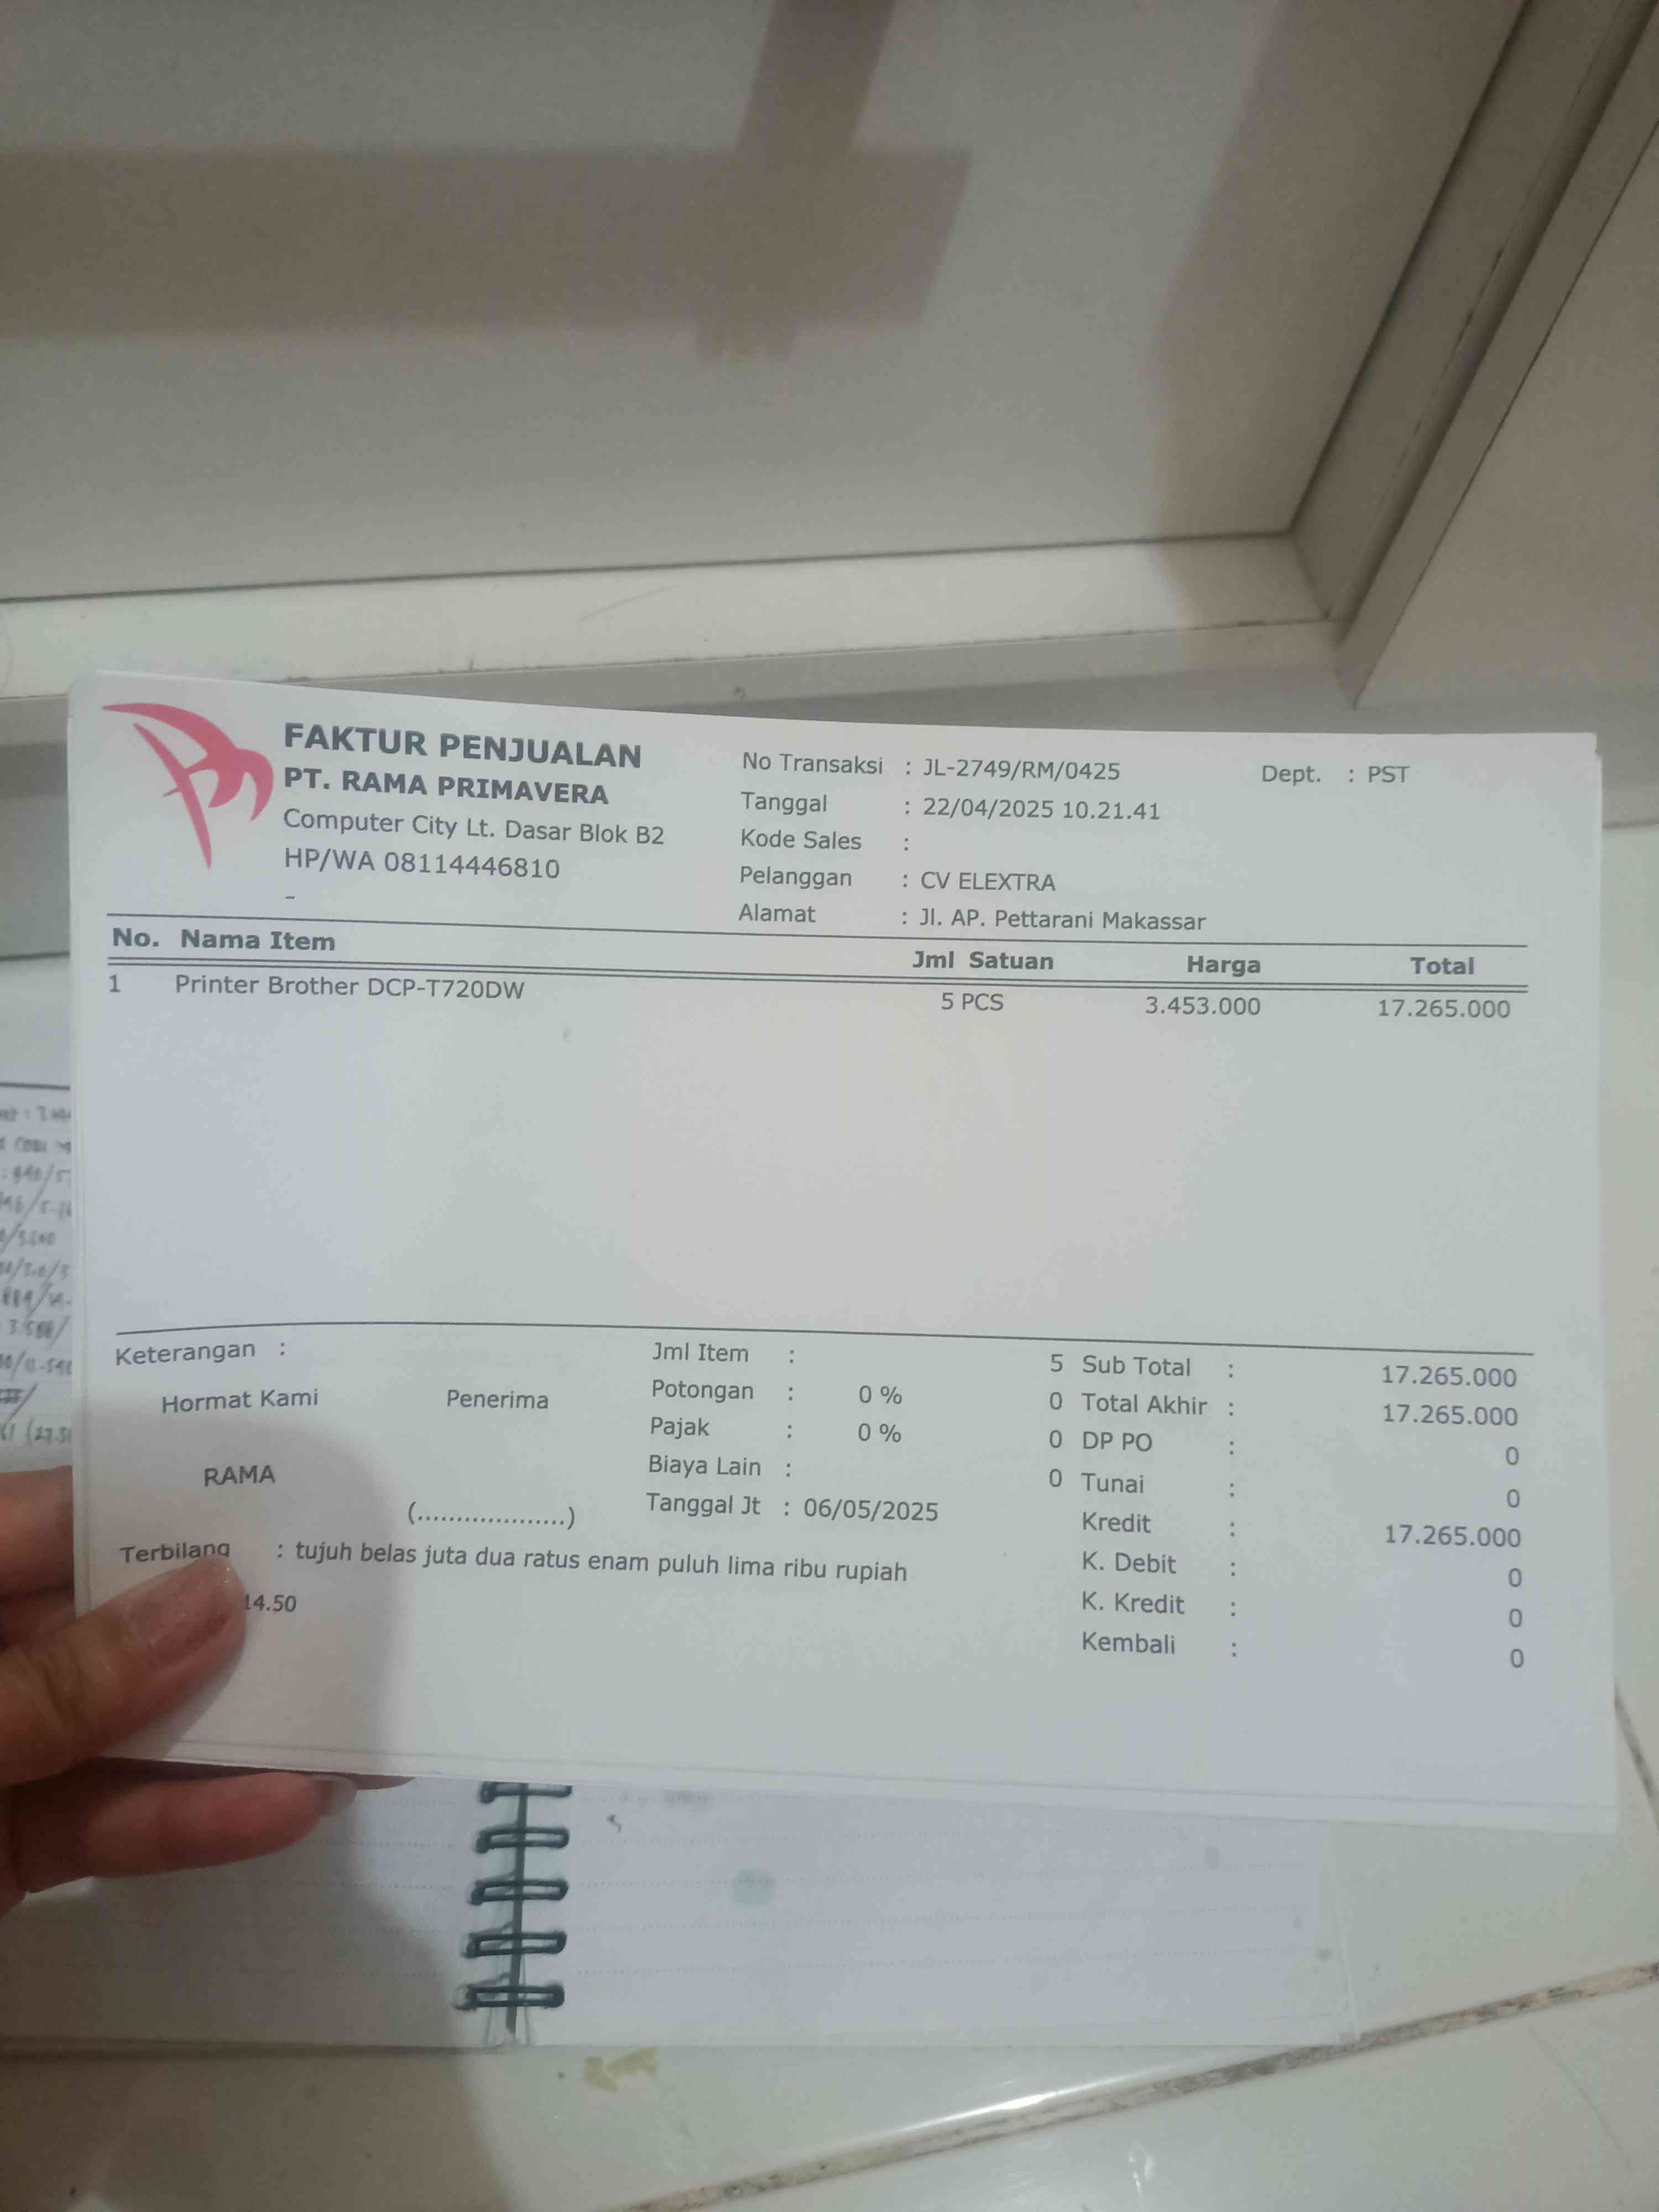 FAKTUR PENJUALAN
PT. RAMA PRIMAVERA
Computer City Lt. Dasar Blok B2
HP/WA 08114446810
-
No Transaksi : JL-2749/RM/0425 Dept. : PST
Tanggal : 22/04/2025 10.21.41
Kode Sales :
Pelanggan : CV ELEXTRA
Alamat : Jl. AP. Pettarani Makassar
No. Nama Item Jml Satuan Harga Total
1 Printer Brother DCP-T720DW 5 PCS 3.453.000 17.265.000
Keterangan :
Hormat Kami Penerima
RAMA
(...................)
Jml Item : 5
Potongan : 0 % 0
Pajak : 0 % 0
Biaya Lain : 0
Tanggal Jt : 06/05/2025
Sub Total : 17.265.000
Total Akhir : 17.265.000
DP PO : 0
Tunai : 0
Kredit : 17.265.000
K. Debit : 0
K. Kredit : 0
Kembali : 0
Terbilang : tujuh belas juta dua ratus enam puluh lima ribu rupiah
14.50